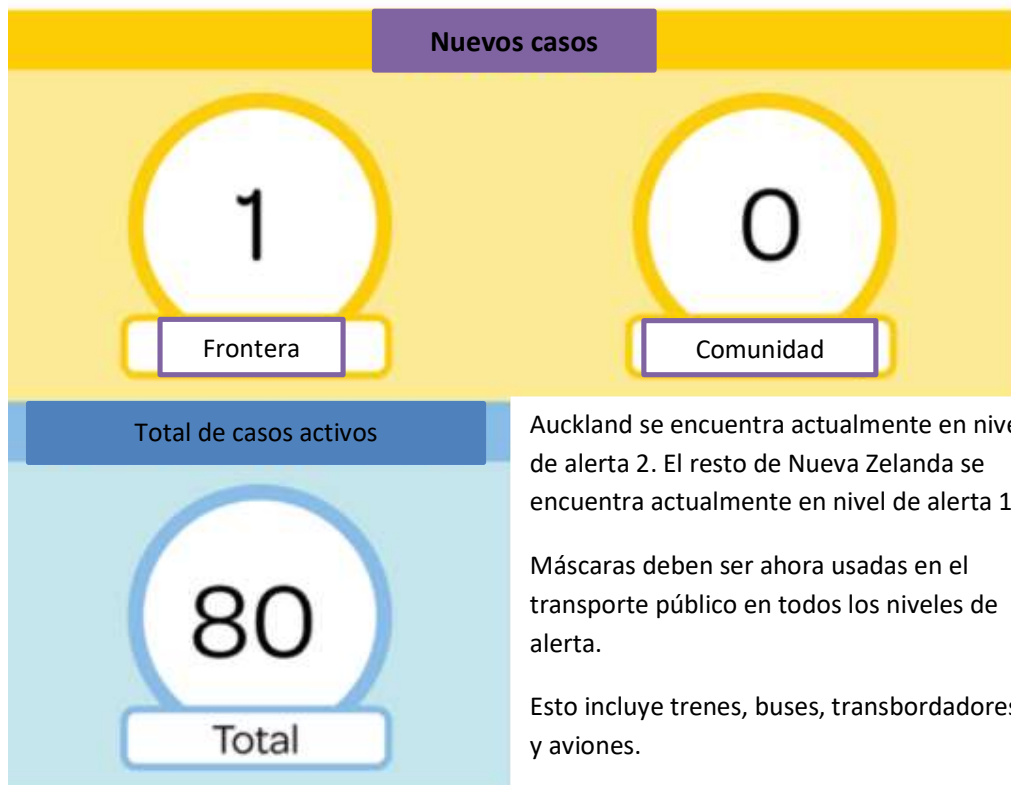 Nuevos casos
1
0
Frontera
Comunidad
Total de casos activos
80
Total
Auckland se encuentra actualmente en
de alerta 2. El resto de Nueva Zelanda se
encuentra actualmente en nivel de alerta 1
Máscaras deben ser ahora usadas en el
transporte público en todos los niveles de
alerta.
Esto incluye trenes, buses, transbordadores
y aviones.